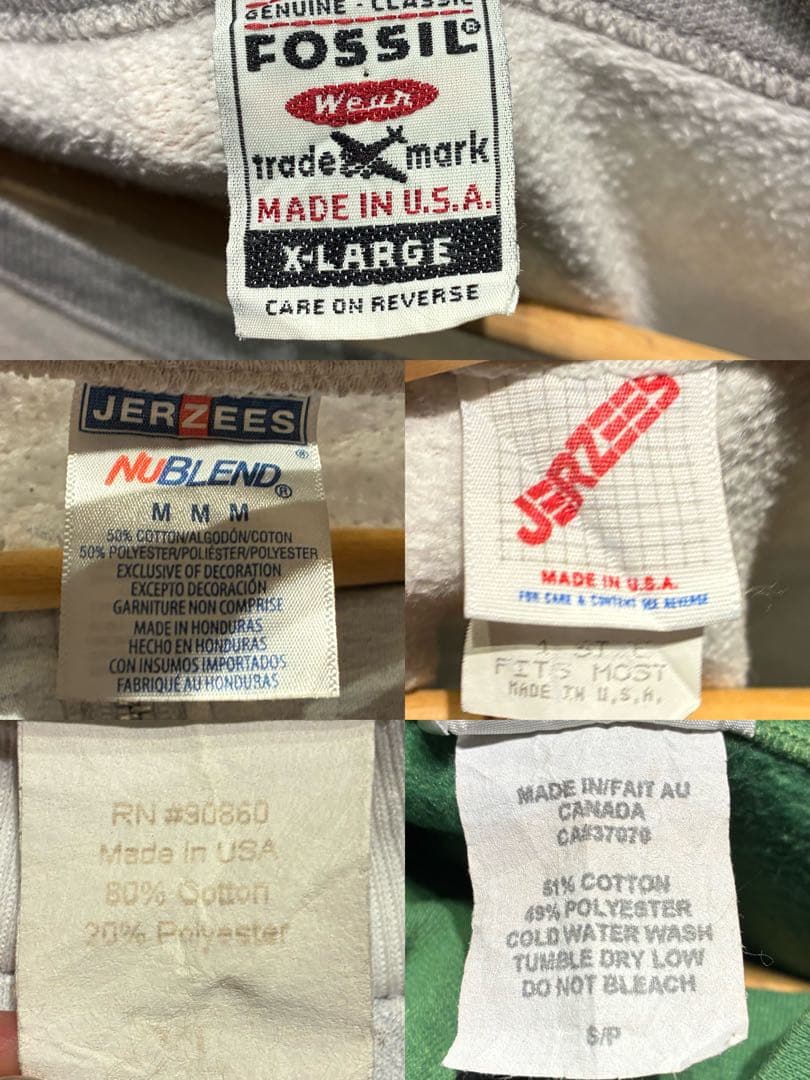 GENUINE - CLASSIC
FOSSIL®
Wear
trade mark
MADE IN U.S.A.
X-LARGE
CARE ON REVERSE
JERZEES
®
NUBLEND®
M M M
50% COTTON/ALGODÓN/COTON
50% POLYESTER/POLIÉSTER/POLYESTER
EXCLUSIVE OF DECORATION
EXCEPTO DECORACIÓN
GARNITURE NON COMPRISE
MADE IN HONDURAS
HECHO EN HONDURAS
CON INSUMOS IMPORTADOS
FABRIQUÉ AU HONDURAS
JERZEES
MADE IN U.S.A.
FOR CARE & CONTENT SEE REVERSE
FITS MOST
MADE IN U.S.A.
RN #90860
Made in USA
80% Cotton
20% Polyester
MADE IN/FAIT AU
CANADA
CA#37070
51% COTTON
49% POLYESTER
COLD WATER WASH
TUMBLE DRY LOW
DO NOT BLEACH
S/P